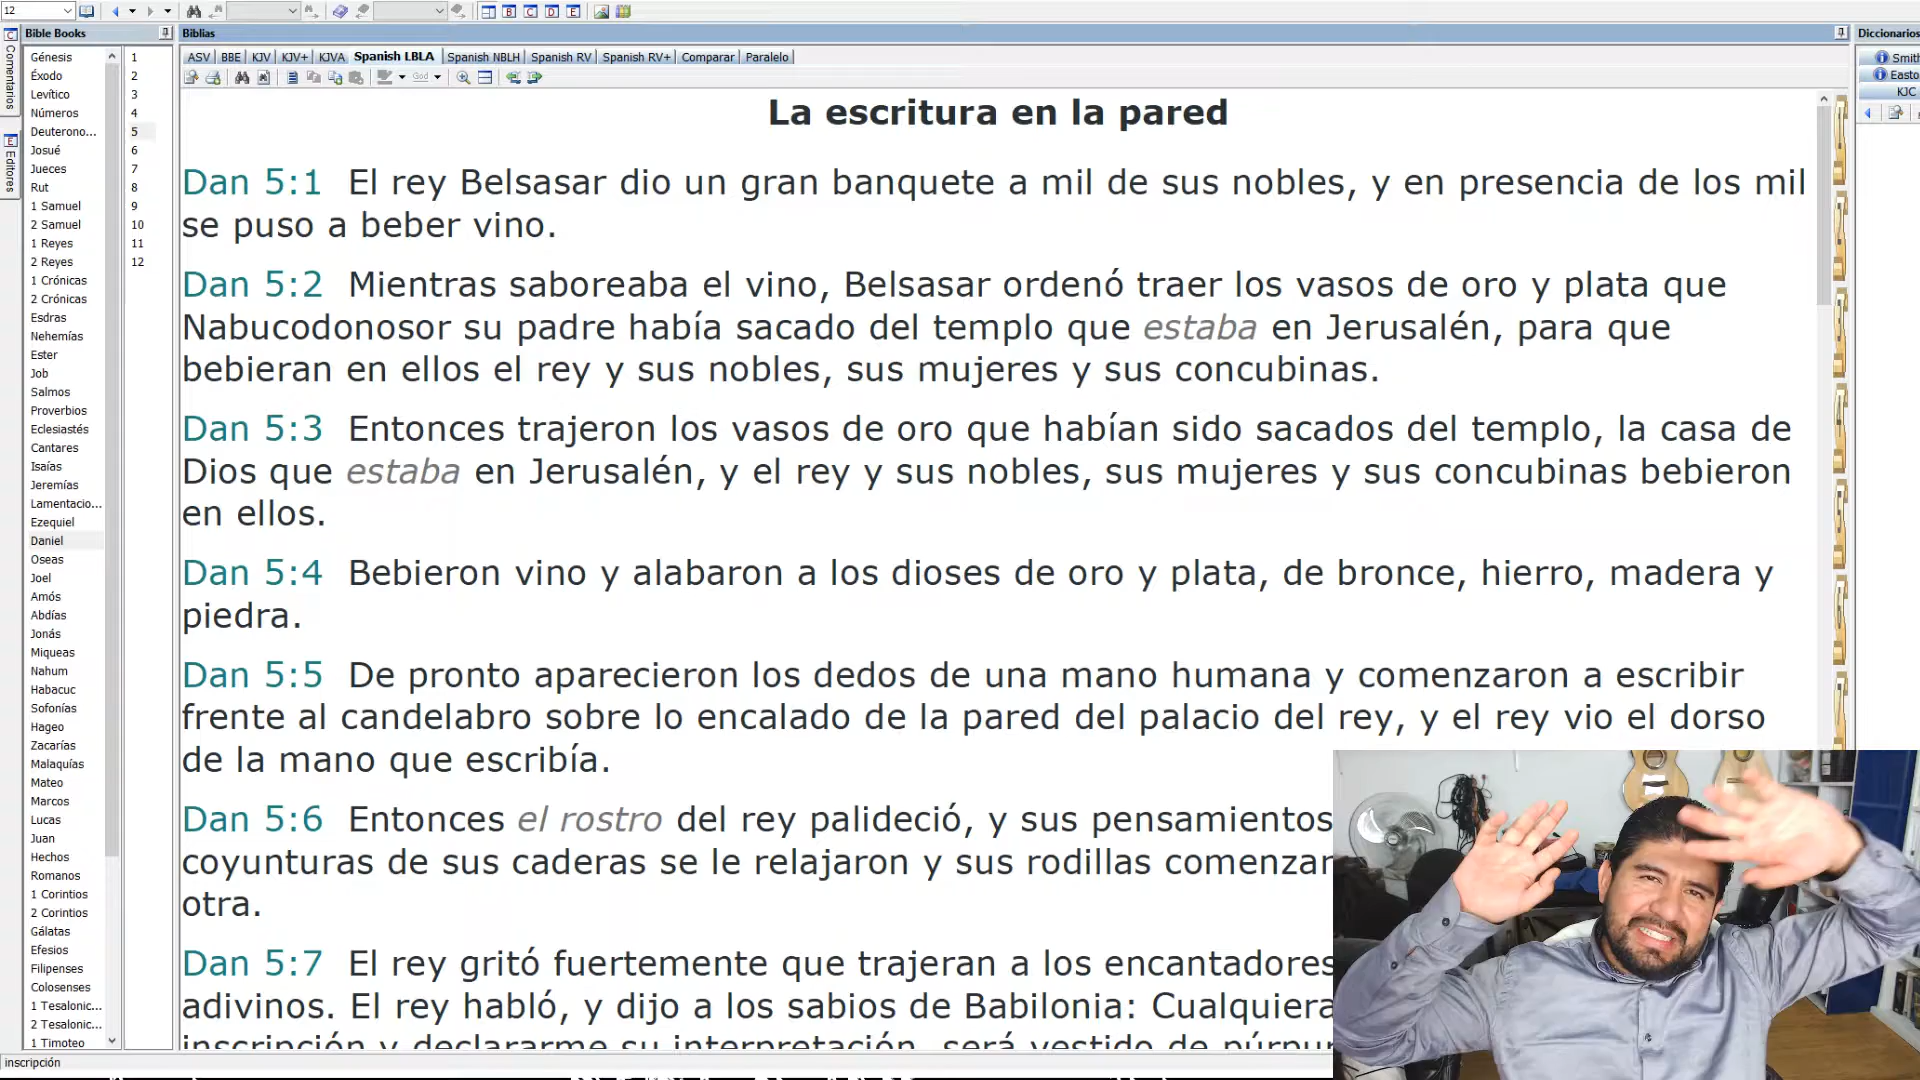 12
Bible Books
Biblias
Diccionarios
Comentarios
Editores
ASV BBE KJV KJV+ KJVA Spanish LBLA Spanish NBLH Spanish RV Spanish RV+ Comparar Paralelo
God
Smith
Easto
KJC
Génesis
Éxodo
Levítico
Números
Deuterono...
Josué
Jueces
Rut
1 Samuel
2 Samuel
1 Reyes
2 Reyes
1 Crónicas
2 Crónicas
Esdras
Nehemías
Ester
Job
Salmos
Proverbios
Eclesiastés
Cantares
Isaías
Jeremías
Lamentacio...
Ezequiel
Daniel
Oseas
Joel
Amós
Abdías
Jonás
Miqueas
Nahum
Habacuc
Sofonías
Hageo
Zacarías
Malaquías
Mateo
Marcos
Lucas
Juan
Hechos
Romanos
1 Corintios
2 Corintios
Gálatas
Efesios
Filipenses
Colosenses
1 Tesalonic...
2 Tesalonic...
1 Timoteo
1
2
3
4
5
6
7
8
9
10
11
12
La escritura en la pared
Dan 5:1 El rey Belsasar dio un gran banquete a mil de sus nobles, y en presencia de los mil
se puso a beber vino.
Dan 5:2 Mientras saboreaba el vino, Belsasar ordenó traer los vasos de oro y plata que
Nabucodonosor su padre había sacado del templo que estaba en Jerusalén, para que
bebieran en ellos el rey y sus nobles, sus mujeres y sus concubinas.
Dan 5:3 Entonces trajeron los vasos de oro que habían sido sacados del templo, la casa de
Dios que estaba en Jerusalén, y el rey y sus nobles, sus mujeres y sus concubinas bebieron
en ellos.
Dan 5:4 Bebieron vino y alabaron a los dioses de oro y plata, de bronce, hierro, madera y
piedra.
Dan 5:5 De pronto aparecieron los dedos de una mano humana y comenzaron a escribir
frente al candelabro sobre lo encalado de la pared del palacio del rey, y el rey vio el dorso
de la mano que escribía.
Dan 5:6 Entonces el rostro del rey palideció, y sus pensamientos
coyunturas de sus caderas se le relajaron y sus rodillas comenzar
otra.
Dan 5:7 El rey gritó fuertemente que trajeran a los encantadores
adivinos. El rey habló, y dijo a los sabios de Babilonia: Cualquiera
inscripción y declararme su interpretación, será vestido de púrpur
inscripción